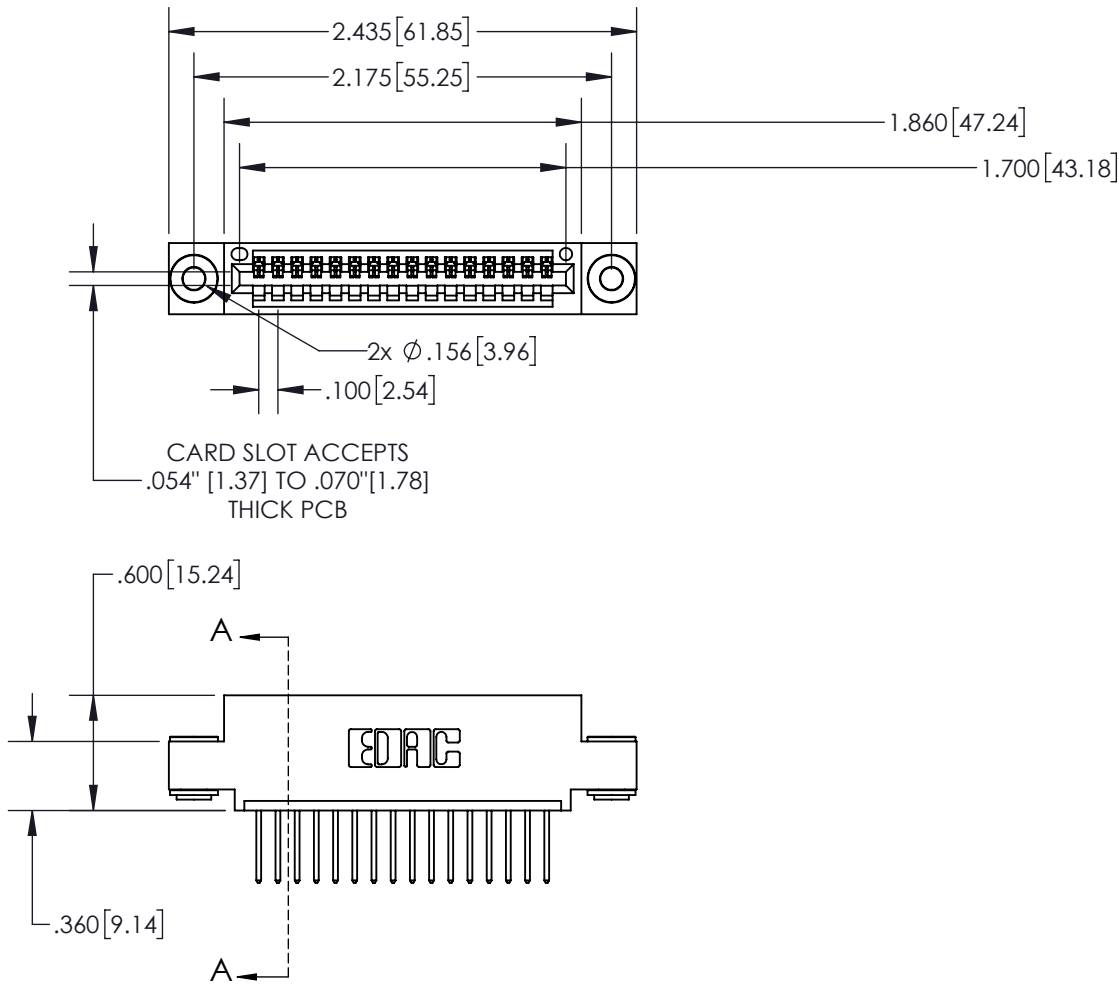 2.435[61.85]
2.175[55.25]
1.860[47.24]
1.700[43.18]
2x Ø.156[3.96]
.100[2.54]
CARD SLOT ACCEPTS
.054" [1.37] TO .070"[1.78]
THICK PCB
.600[15.24]
A
EDAC
.360[9.14]
A